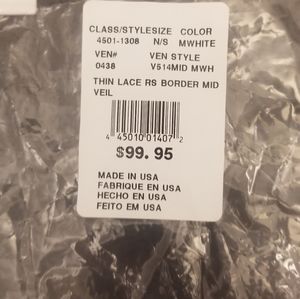 CLASS/STYLESIZE COLOR
4501-1308 N/S MWHITE
VEN# VEN STYLE
0438 V514MID MWH
THIN LACE RS BORDER MID
VEIL
4 45010 01407 2
$99.95
MADE IN USA
FABRIQUE EN USA
HECHO EN USA
FEITO EM USA